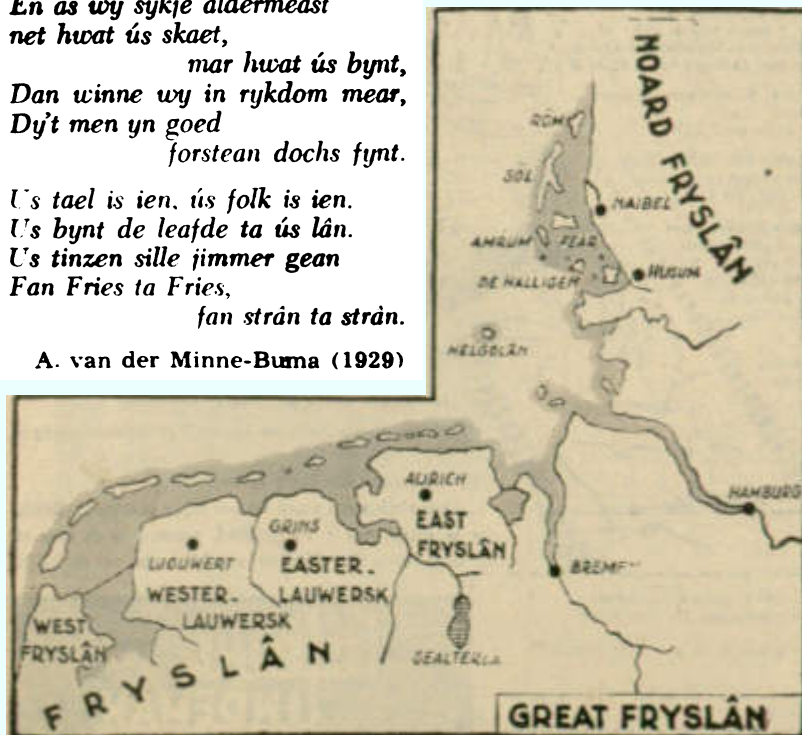 En as wy sykje aldermeast
net hwat ús skaet,
mar hwat ús bynt,
Dan winne wy in rykdom mear,
Dy't men yn goed
forstean dochs fynt.
Us tael is ien, ús folk is ien.
Us bynt de leafde ta ús lân.
Us tinzen sille jimmer gean
Fan Fries ta Fries,
fan strân ta strân.
A. van der Minne-Buma (1929)
NOARD FRYSLÂN
RÖM
SÖL
NAIBEL
AMRUM
FEAR
HUSUM
DE HALLIGEN
HELGOLÂN
AURICH
EAST
FRYSLÂN
HAMBURG
GRINS
LJOUWERT
EASTER-
LAUWERSK
BREMEN
WESTER-
LAUWERSK
WEST
FRYSLÂN
SEALTERLÂ
FRYSLÂN
GREAT FRYSLÂN